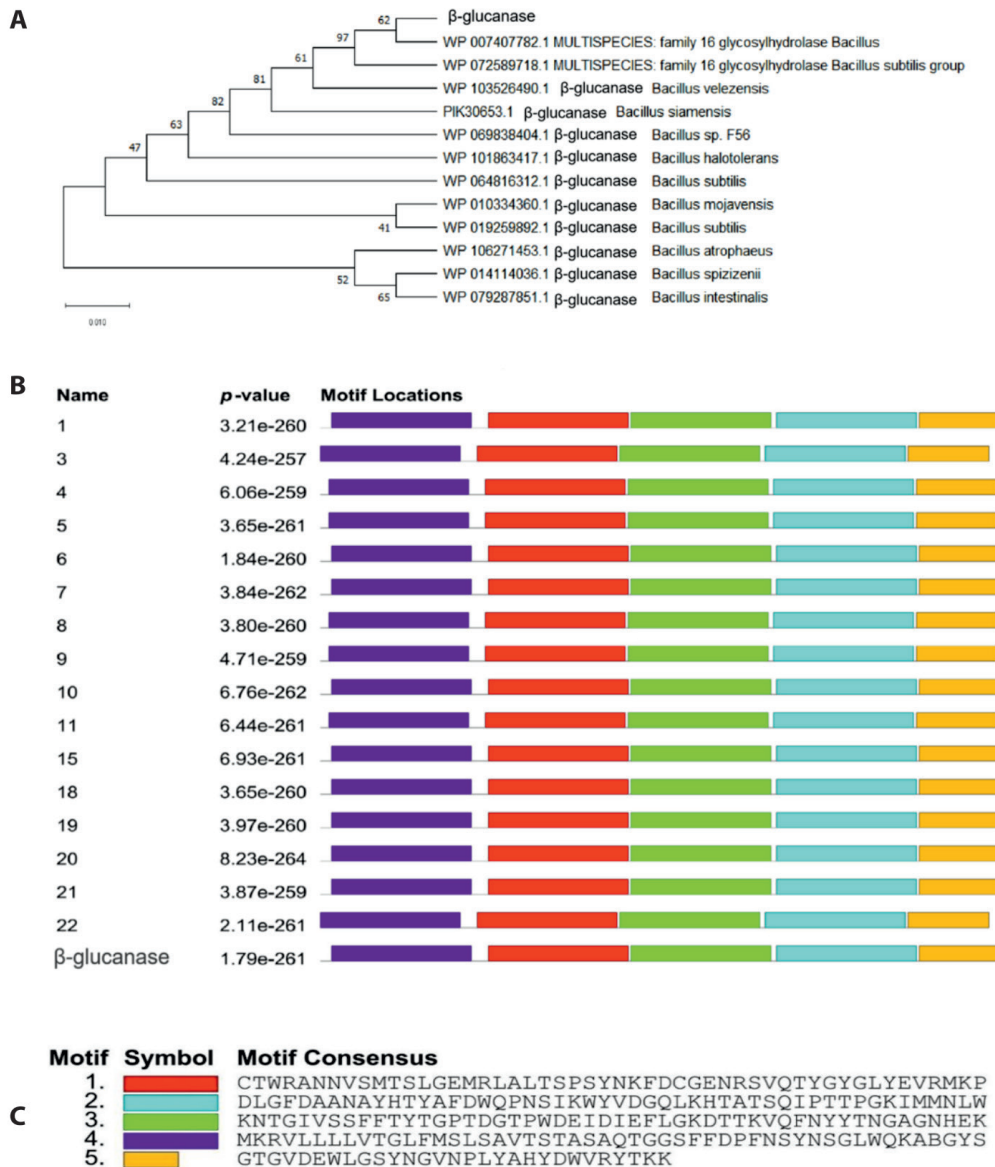 A
β-glucanase
62
WP 007407782.1 MULTISPECIES: family 16 glycosylhydrolase Bacillus
97
WP 072589718.1 MULTISPECIES: family 16 glycosylhydrolase Bacillus subtilis group
61
WP 103526490.1 β-glucanase Bacillus velezensis
81
PIK30653.1 β-glucanase Bacillus siamensis
82
WP 069838404.1 β-glucanase Bacillus sp. F56
63
WP 101863417.1 β-glucanase Bacillus halotolerans
47
WP 064816312.1 β-glucanase Bacillus subtilis
WP 010334360.1 β-glucanase Bacillus mojavensis
41
WP 019259892.1 β-glucanase Bacillus subtilis
WP 106271453.1 β-glucanase Bacillus atrophaeus
52
WP 014114036.1 β-glucanase Bacillus spizizenii
65
WP 079287851.1 β-glucanase Bacillus intestinalis
0.010
B
Name p-value Motif Locations
1 3.21e-260
3 4.24e-257
4 6.06e-259
5 3.65e-261
6 1.84e-260
7 3.84e-262
8 3.80e-260
9 4.71e-259
10 6.76e-262
11 6.44e-261
15 6.93e-261
18 3.65e-260
19 3.97e-260
20 8.23e-264
21 3.87e-259
22 2.11e-261
β-glucanase 1.79e-261
C
Motif Symbol Motif Consensus
1. CTWRANNVSMTSLGEMRLALTSPSYNKFDCGENRSVQTYGYGLYEVRMKP
2. DLGFDAANAYHTYAFDWQPNSIKWYVDGQLKHTATSQIPTTPGKIMMNLW
3. KNTGIVSSFFTYTGPTDGTPWDEIDIEFLGKDTTKVQFNYYTNGAGNHEK
4. MKRVLLLLVTGLFMSLSAVTSTASAQTGGSFFDPFNSYNSGLWQKABGYS
5. GTGVDEWLGSYNGVNPLYAHYDWVRYTKK